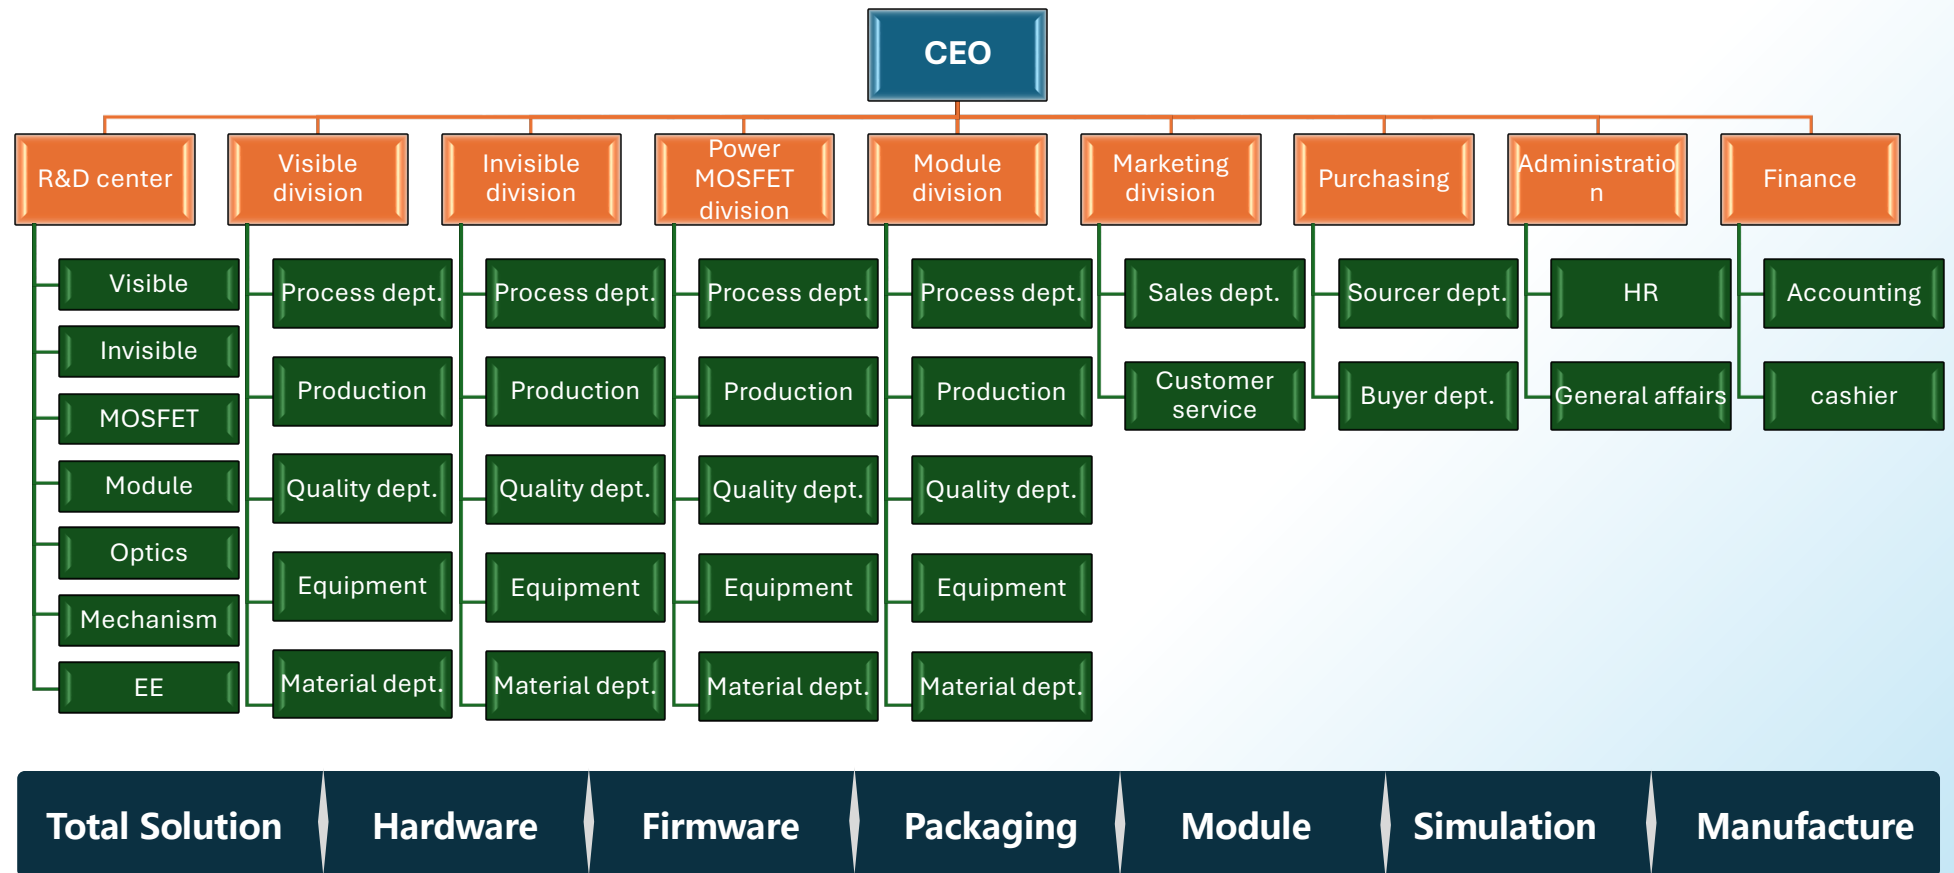 CEO
R&D center
Visible
division
Invisible
division
Power
MOSFET
division
Module
division
Marketing
division
Purchasing
Administratio
n
Finance
Visible
Invisible
MOSFET
Module
Optics
Mechanism
EE
Process dept.
Production
Quality dept.
Equipment
Material dept.
Process dept.
Production
Quality dept.
Equipment
Material dept.
Process dept.
Production
Quality dept.
Equipment
Material dept.
Process dept.
Production
Quality dept.
Equipment
Material dept.
Sales dept.
Customer
service
Sourcer dept.
Buyer dept.
HR
General affairs
Accounting
cashier
Total Solution
Hardware
Firmware
Packaging
Module
Simulation
Manufacture